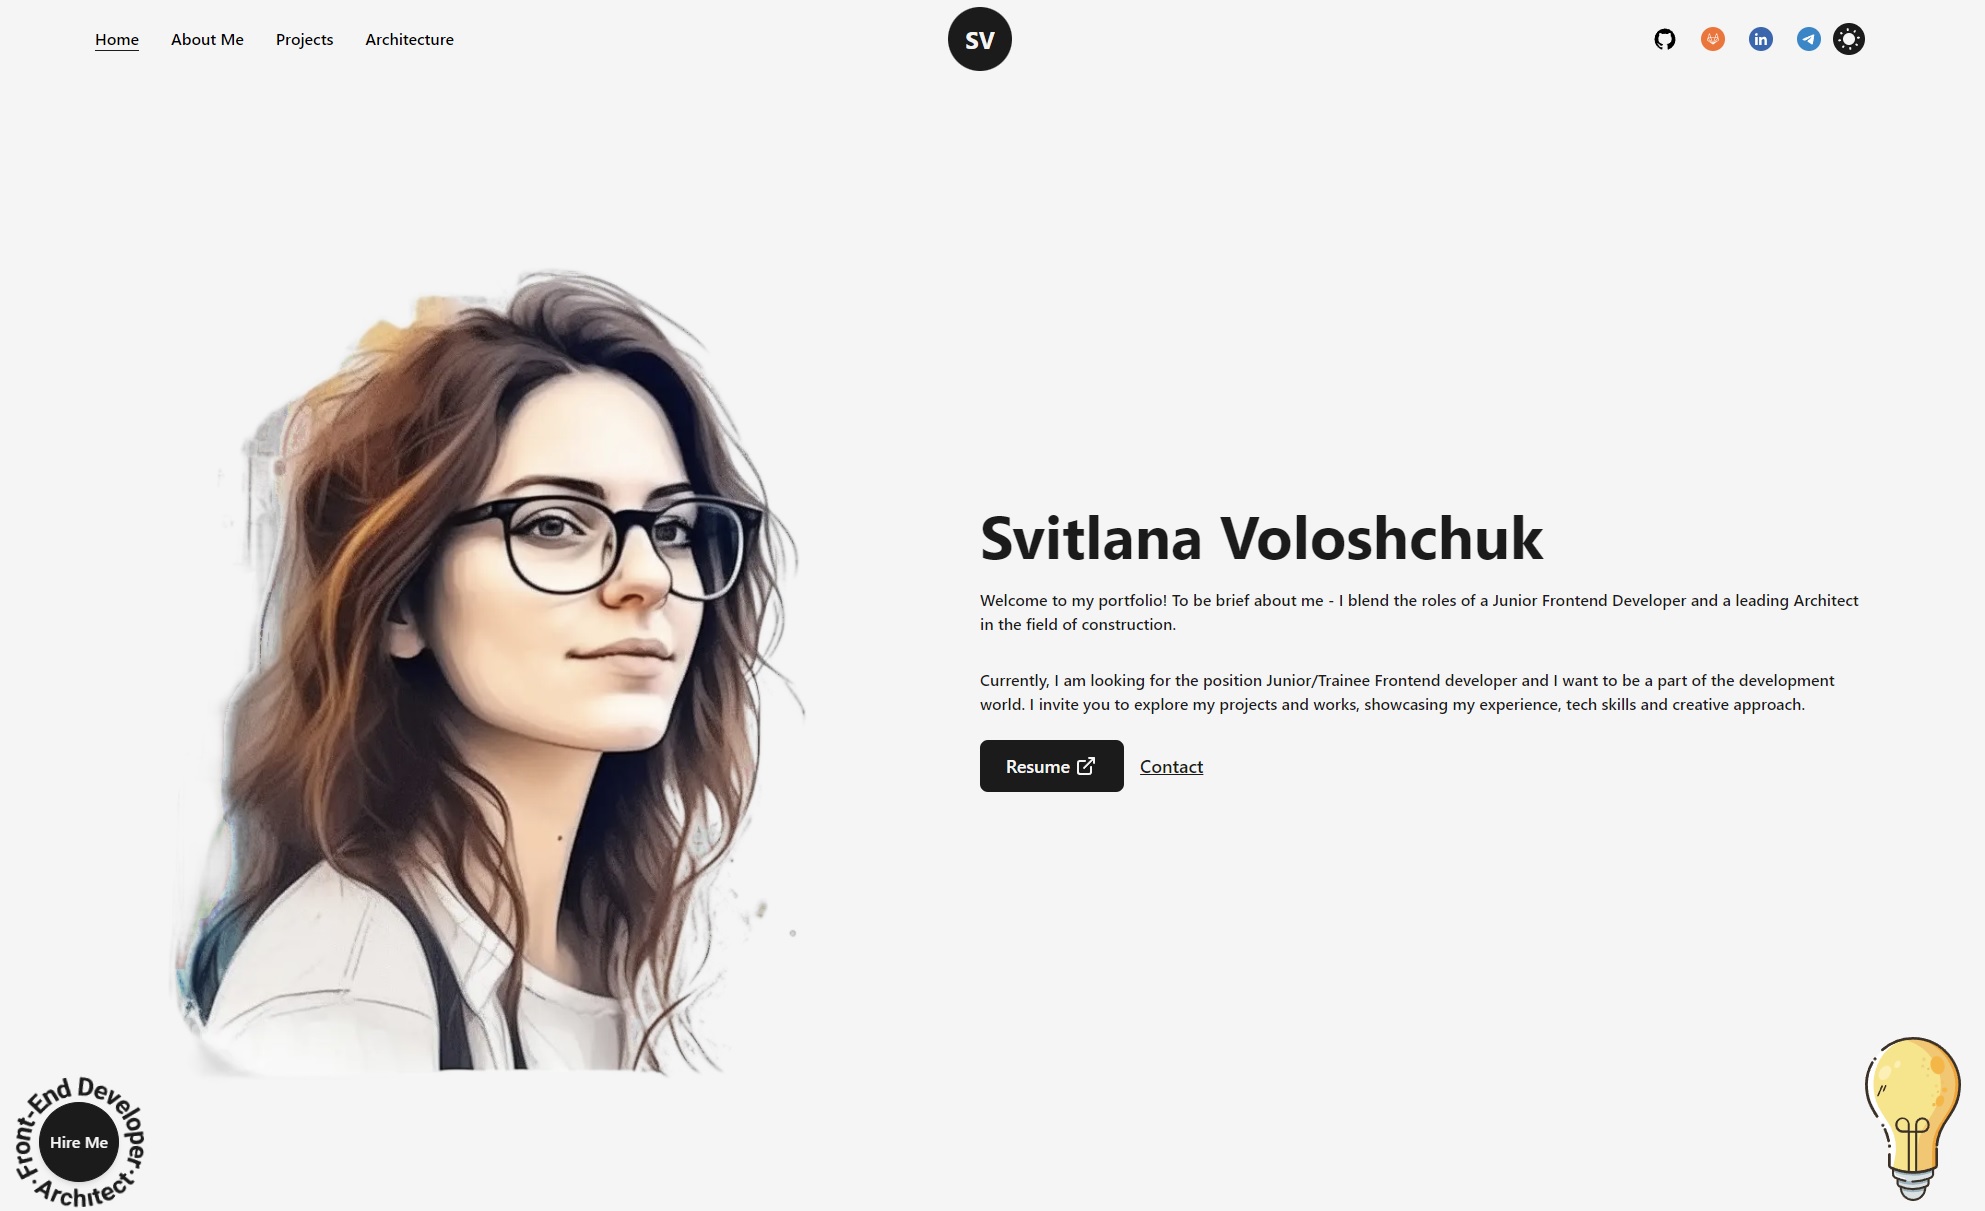 Home About Me Projects Architecture
SV
Svitlana Voloshchuk
Welcome to my portfolio! To be brief about me - I blend the roles of a Junior Frontend Developer and a leading Architect
in the field of construction.
Currently, I am looking for the position Junior/Trainee Frontend developer and I want to be a part of the development
world. I invite you to explore my projects and works, showcasing my experience, tech skills and creative approach.
Resume Contact
Front-End Developer · Architect ·
Hire Me
in